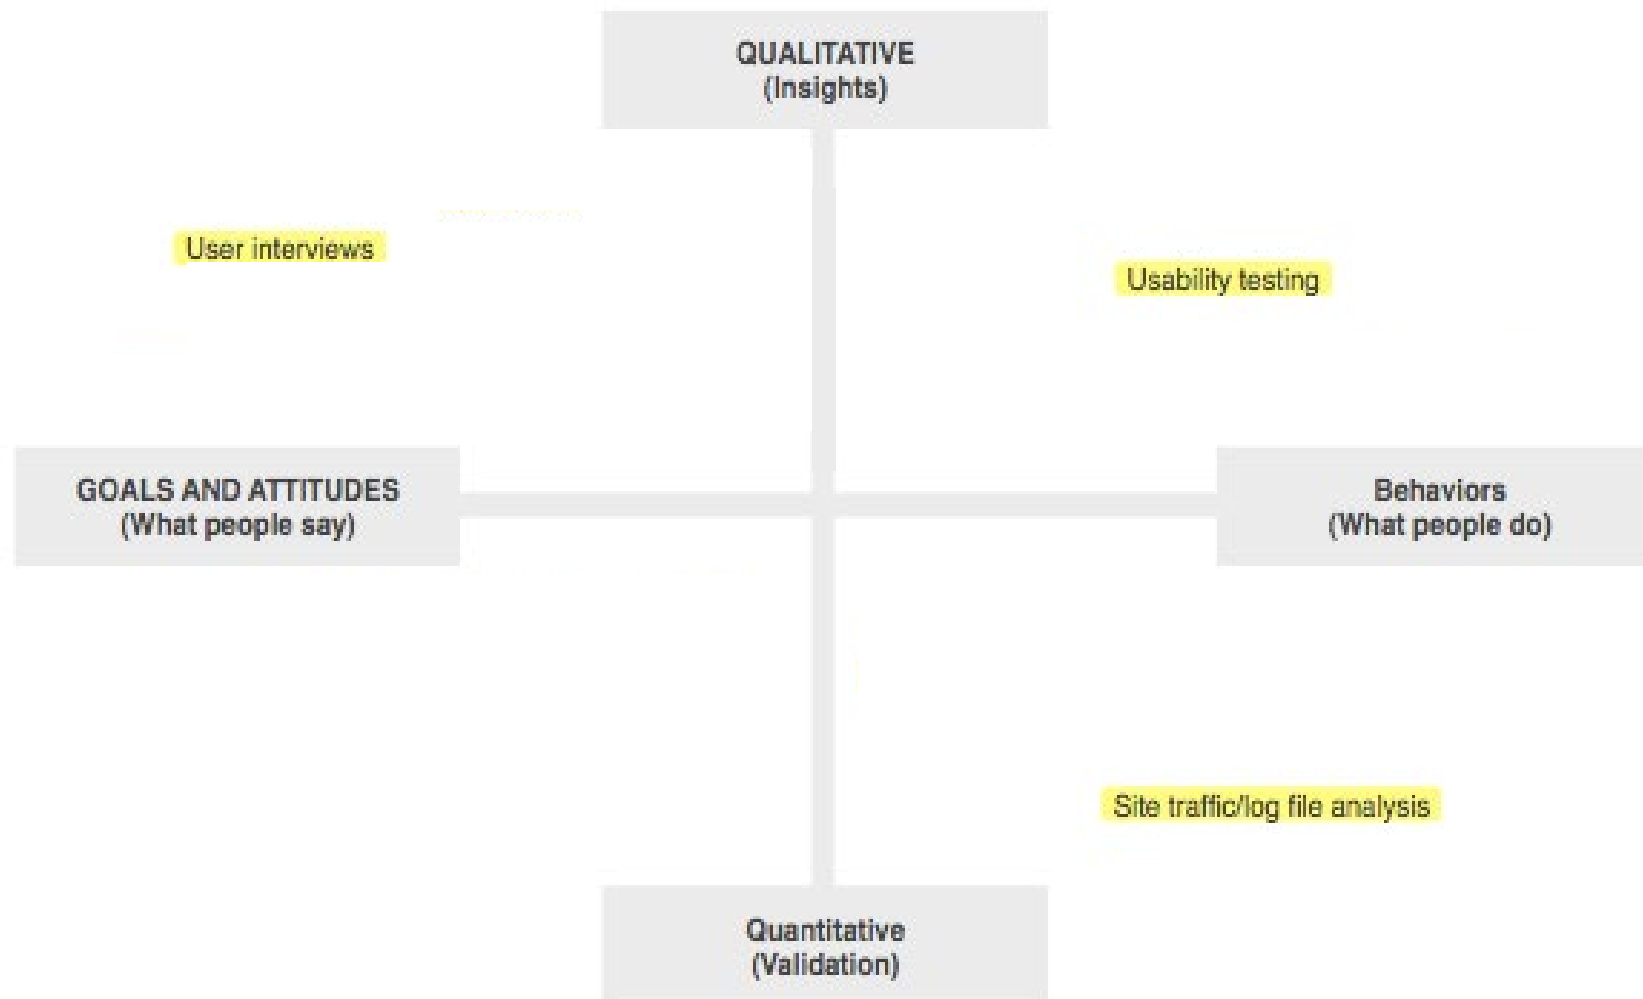 QUALITATIVE
(Insights)
User interviews
Usability testing
GOALS AND ATTITUDES
(What people say)
Behaviors
(What people do)
Site traffic/log file analysis
Quantitative
(Validation)